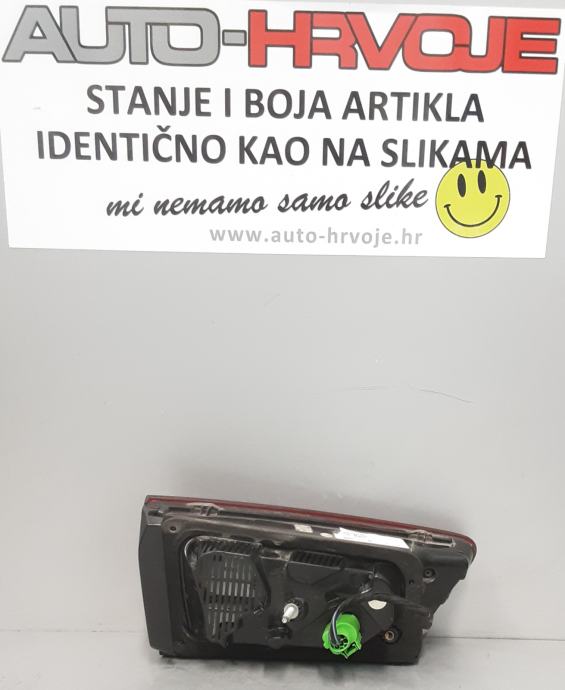 AUTO-HRVOJE
STANJE I BOJA ARTIKLA
IDENTIČNO KAO NA SLIKAMA
mi nemamo samo slike
www.auto-hrvoje.hr